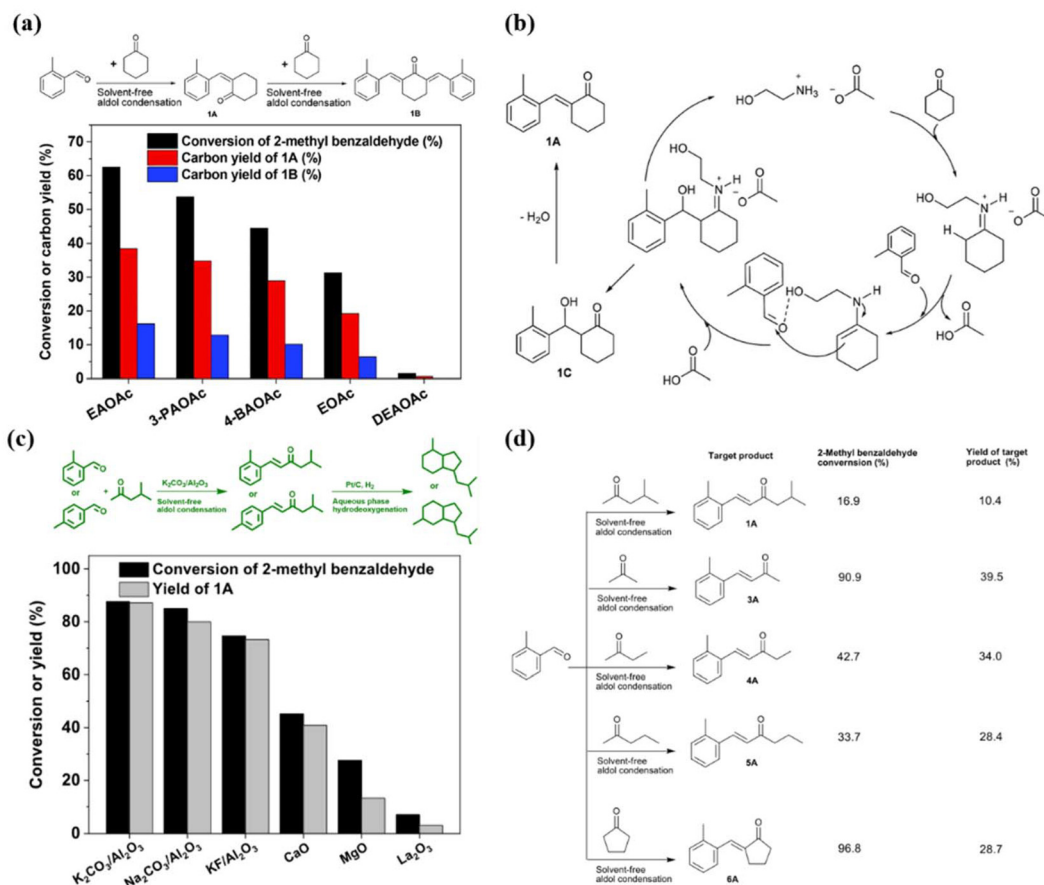 (a)
O
+
O
Solvent-free
aldol condensation
O
1A
+
O
Solvent-free
aldol condensation
O
1B
Conversion or carbon yield (%)
70
60
50
40
30
20
10
0
Conversion of 2-methyl benzaldehyde (%)
Carbon yield of 1A (%)
Carbon yield of 1B (%)
EAOAc
3-PAOAc
4-BAOAc
EOAc
DEAOAc
(b)
O
1A
- H2O
OH O
1C
HO
+
NH3
−O
O
O
HO
+
N H
−O
O
H
O
O
HO
HO
N H
O
O
HO
HO
OH
+
N H
−O
O
(c)
O
or
O
+
O
K2CO3/Al2O3
Solvent-free
aldol condensation
O
or
O
Pt/C, H2
Aqueous phase
hydrodeoxygenation
or
Conversion or yield (%)
100
80
60
40
20
0
Conversion of 2-methyl benzaldehyde
Yield of 1A
K2CO3/Al2O3
Na2CO3/Al2O3
KF/Al2O3
CaO
MgO
La2O3
(d)
Target product
2-Methyl benzaldehyde
convernsion (%)
Yield of target
product (%)
O
O
Solvent-free
aldol condensation
O
1A
16.9
10.4
O
Solvent-free
aldol condensation
O
3A
90.9
39.5
O
Solvent-free
aldol condensation
O
4A
42.7
34.0
O
Solvent-free
aldol condensation
O
5A
33.7
28.4
O
Solvent-free
aldol condensation
O
6A
96.8
28.7